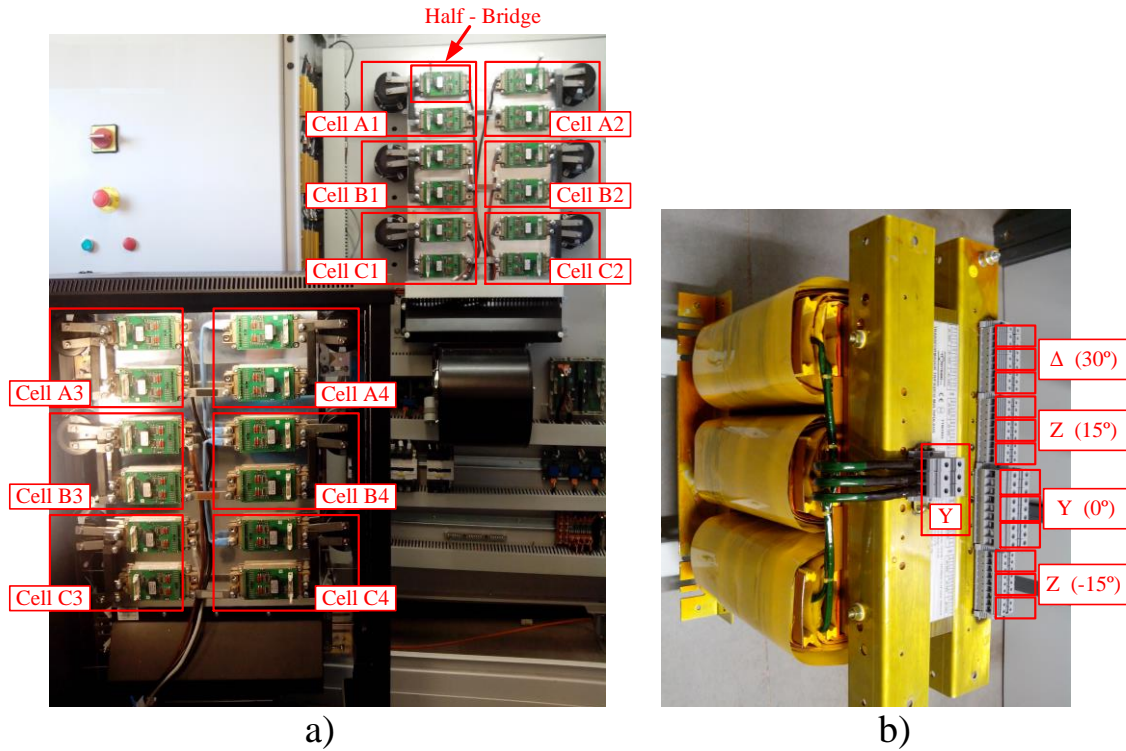 Half - Bridge
Cell A1
Cell A2
Cell B1
Cell B2
Cell C1
Cell C2
Cell A3
Cell A4
Cell B3
Cell B4
Cell C3
Cell C4
a)
Δ (30º)
Z (15º)
Y (0º)
Y
Z (-15º)
b)